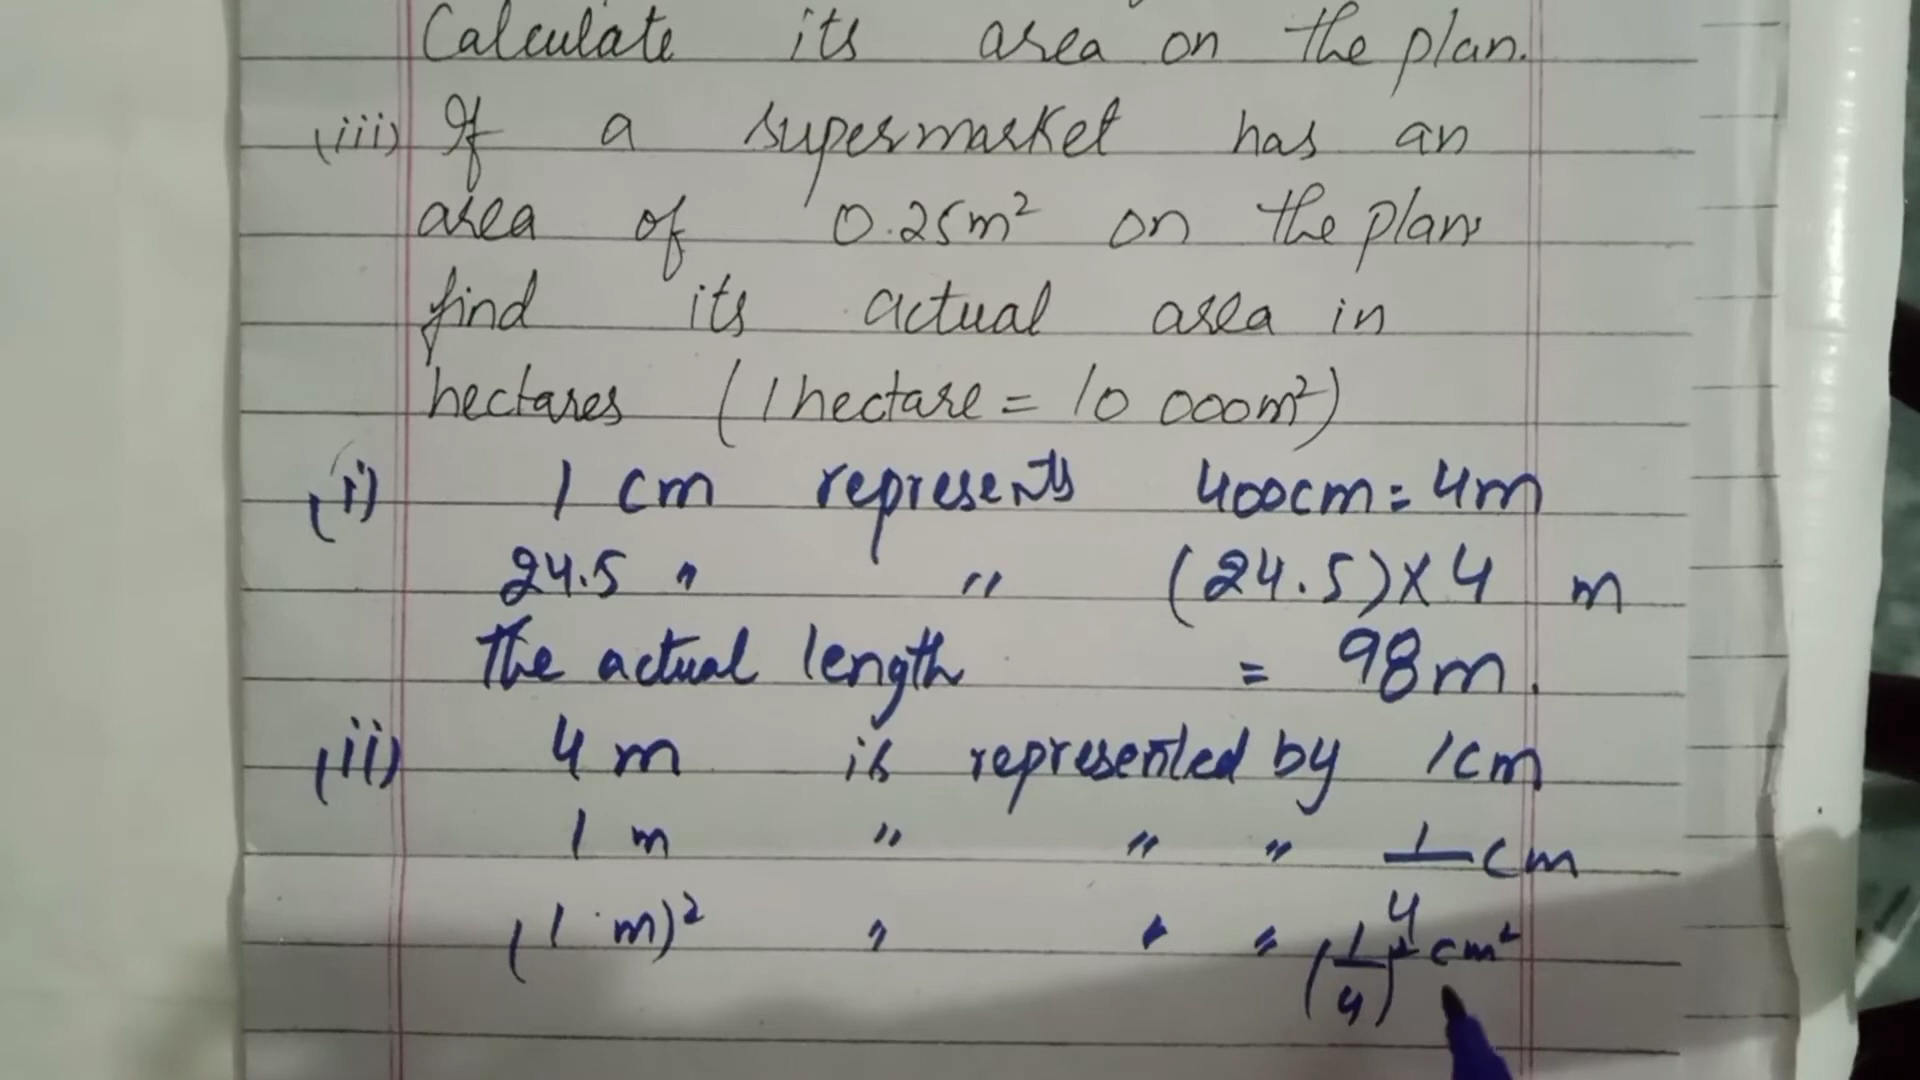 Calculate its area on the plan.
(iii) If a supermarket has an
area of 0.25m² on the plan
find its actual area in
hectares (1 hectare = 10 000m²)
(i) 1 cm represents 400cm = 4m
24.5 " " (24.5)×4 m
The actual length = 98m.
(ii) 4 m is represented by 1cm
1 m " " " 1/4 cm
(1 m)² " " " (1/4)² cm²